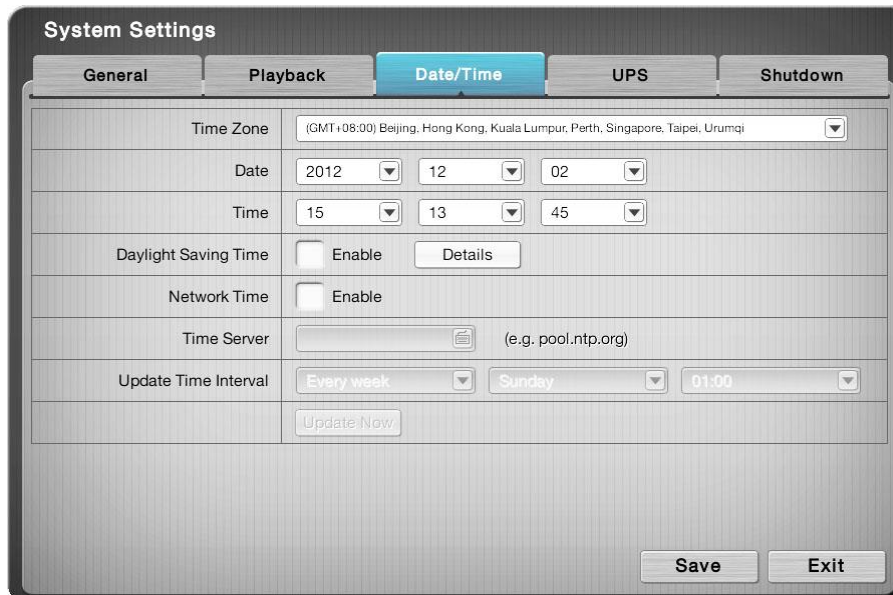 System Settings
General Playback Date/Time UPS Shutdown
Time Zone (GMT+08:00) Beijing, Hong Kong, Kuala Lumpur, Perth, Singapore, Taipei, Urumqi
Date 2012 12 02
Time 15 13 45
Daylight Saving Time Enable Details
Network Time Enable
Time Server (e.g. pool.ntp.org)
Update Time Interval Every week Sunday 01:00
Update Now
Save Exit